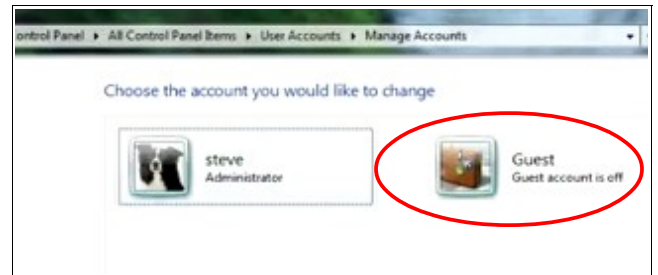 ontrol Panel ▸ All Control Panel Items ▸ User Accounts ▸ Manage Accounts
Choose the account you would like to change
steve
Administrator
Guest
Guest account is off